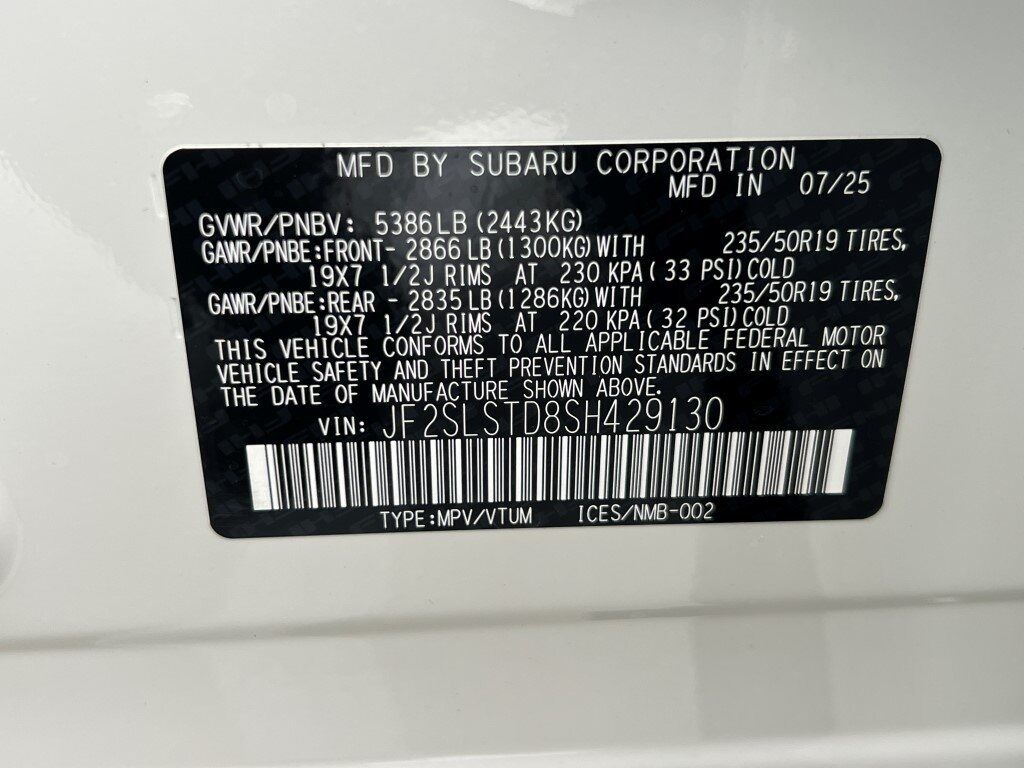 MFD BY SUBARU CORPORATION
MFD IN 07/25
GVWR/PNBV: 5386LB(2443KG)
GAWR/PNBE:FRONT- 2866LB(1300KG)WITH 235/50R19 TIRES,
19X7 1/2J RIMS AT 230 KPA( 33 PSI)COLD
GAWR/PNBE:REAR - 2835LB(1286KG)WITH 235/50R19 TIRES,
19X7 1/2J RIMS AT 220 KPA( 32 PSI)COLD
THIS VEHICLE CONFORMS TO ALL APPLICABLE FEDERAL MOTOR
VEHICLE SAFETY AND THEFT PREVENTION STANDARDS IN EFFECT ON
THE DATE OF MANUFACTURE SHOWN ABOVE.
VIN: JF2SLSTD8SH429130
TYPE:MPV/VTUM ICES/NMB-002